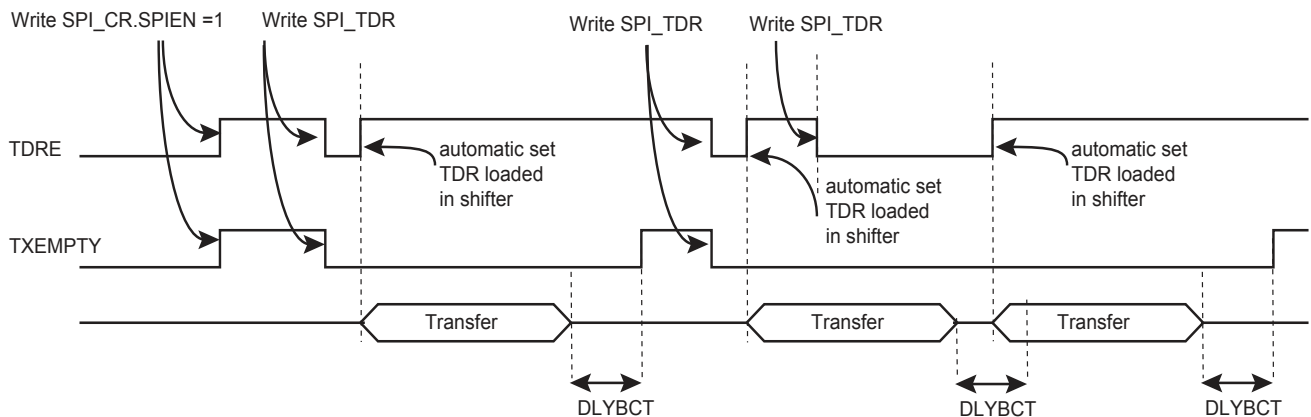 Write SPI_CR.SPIEN =1
Write SPI_TDR
Write SPI_TDR
Write SPI_TDR
TDRE
automatic set
TDR loaded
in shifter
automatic set
TDR loaded
in shifter
automatic set
TDR loaded
in shifter
TXEMPTY
Transfer
Transfer
Transfer
DLYBCT
DLYBCT
DLYBCT